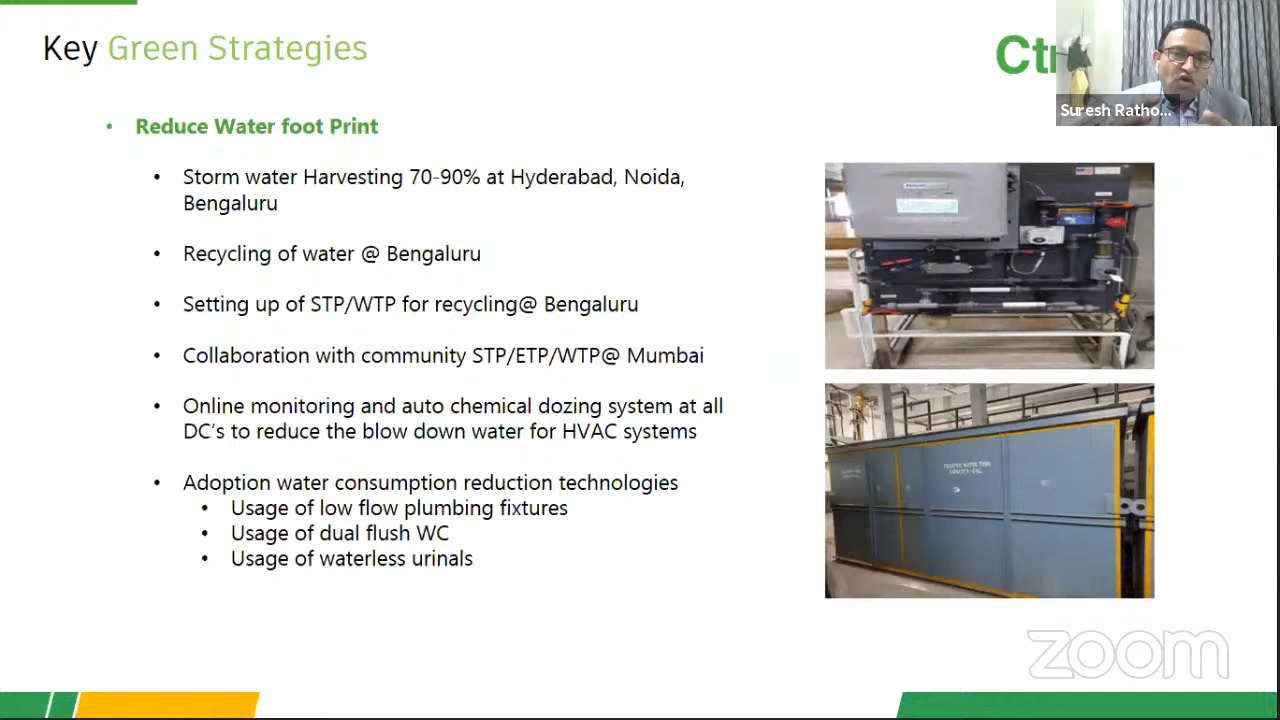 Key Green Strategies
Suresh Ratho...
• Reduce Water foot Print
• Storm water Harvesting 70-90% at Hyderabad, Noida,
Bengaluru
• Recycling of water @ Bengaluru
• Setting up of STP/WTP for recycling@ Bengaluru
• Collaboration with community STP/ETP/WTP@ Mumbai
• Online monitoring and auto chemical dozing system at all
DC's to reduce the blow down water for HVAC systems
• Adoption water consumption reduction technologies
• Usage of low flow plumbing fixtures
• Usage of dual flush WC
• Usage of waterless urinals
zoom